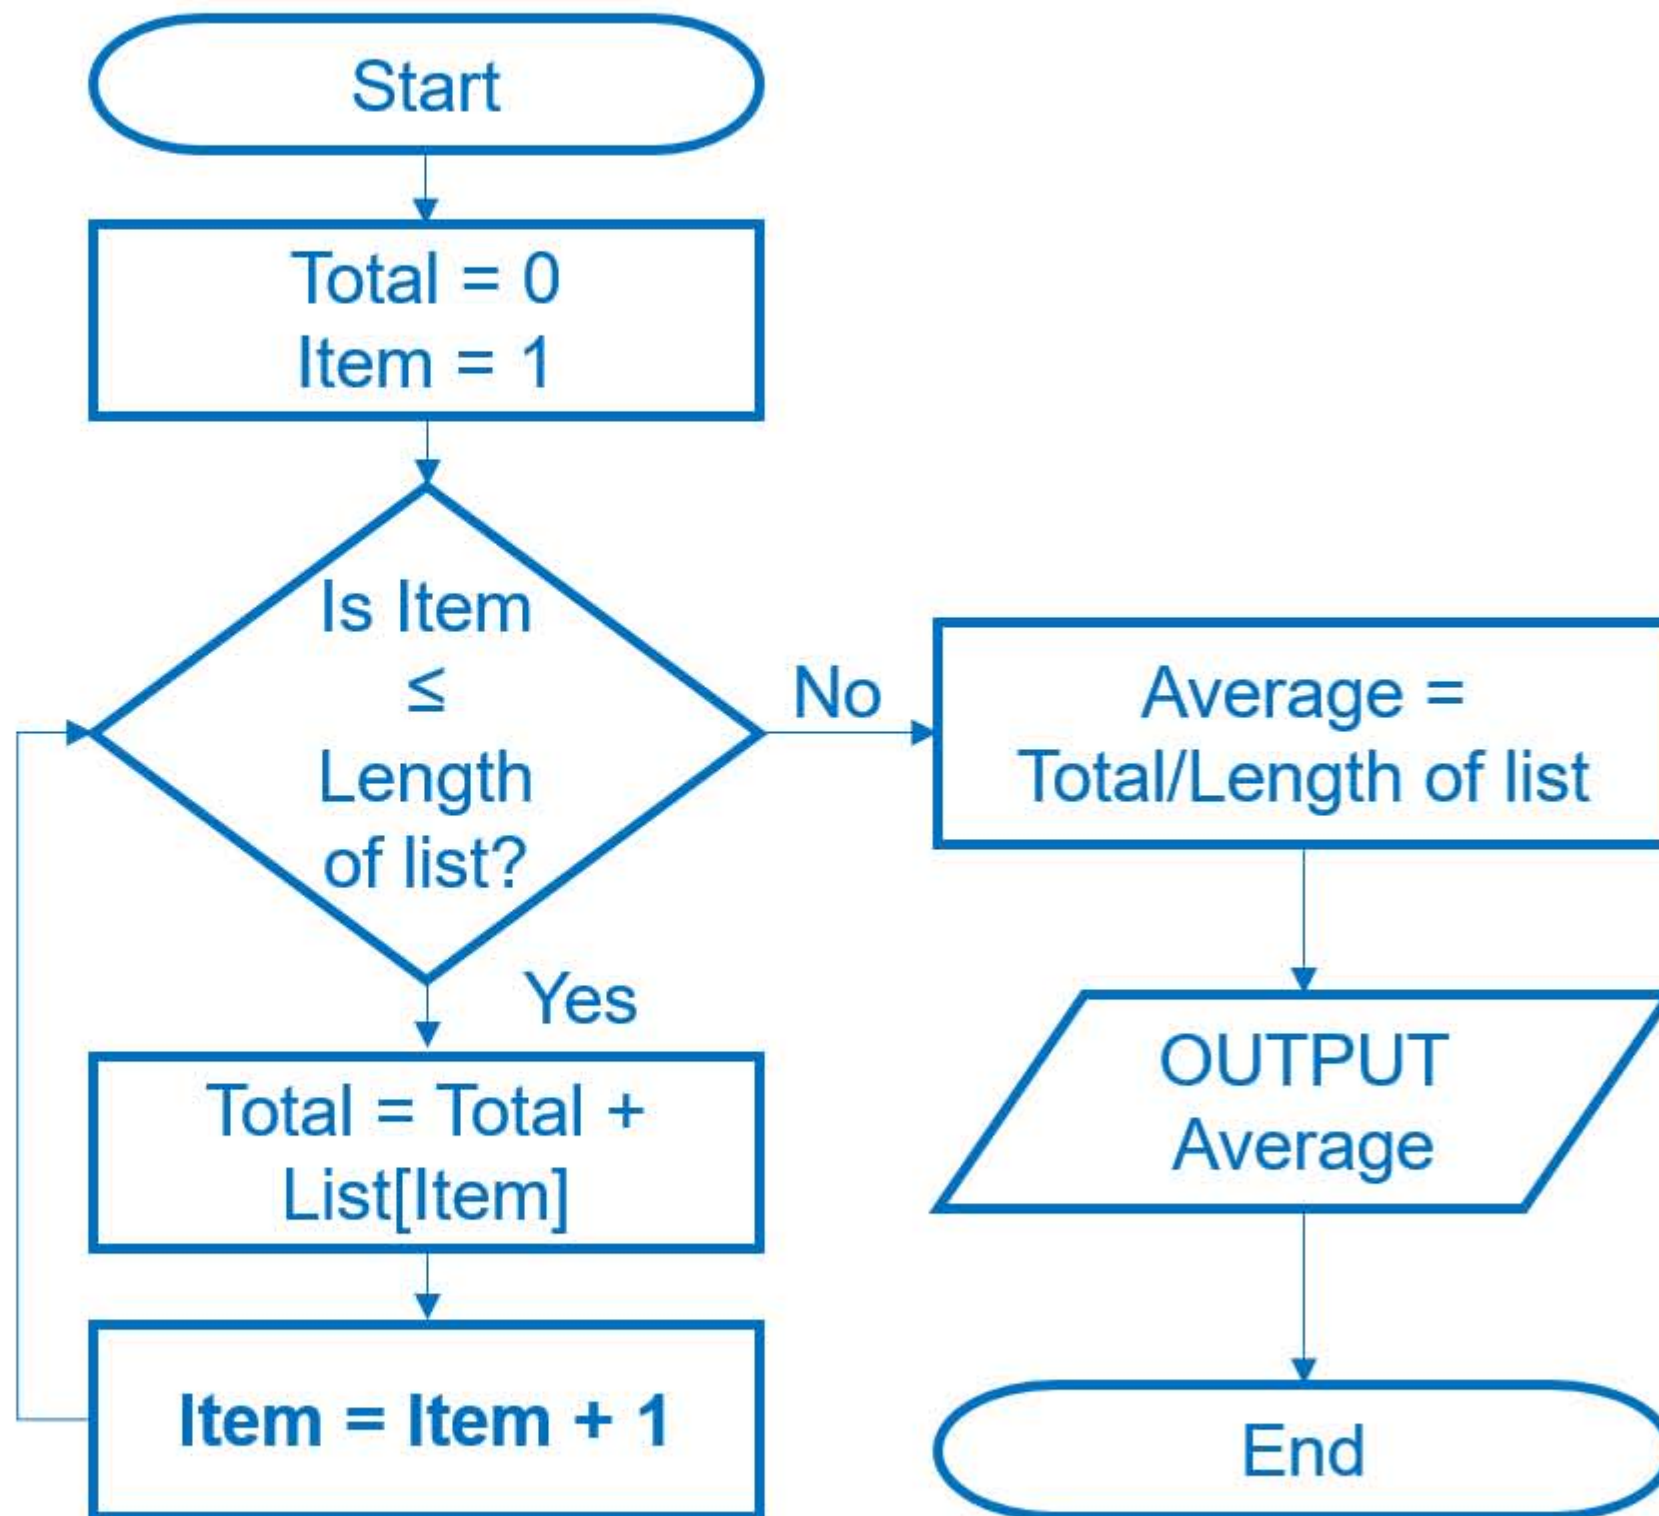 Start
Total = 0
Item = 1
Is Item
≤
Length
of list?
No
Average =
Total/Length of list
Yes
Total = Total +
List[Item]
OUTPUT
Average
Item = Item + 1
End